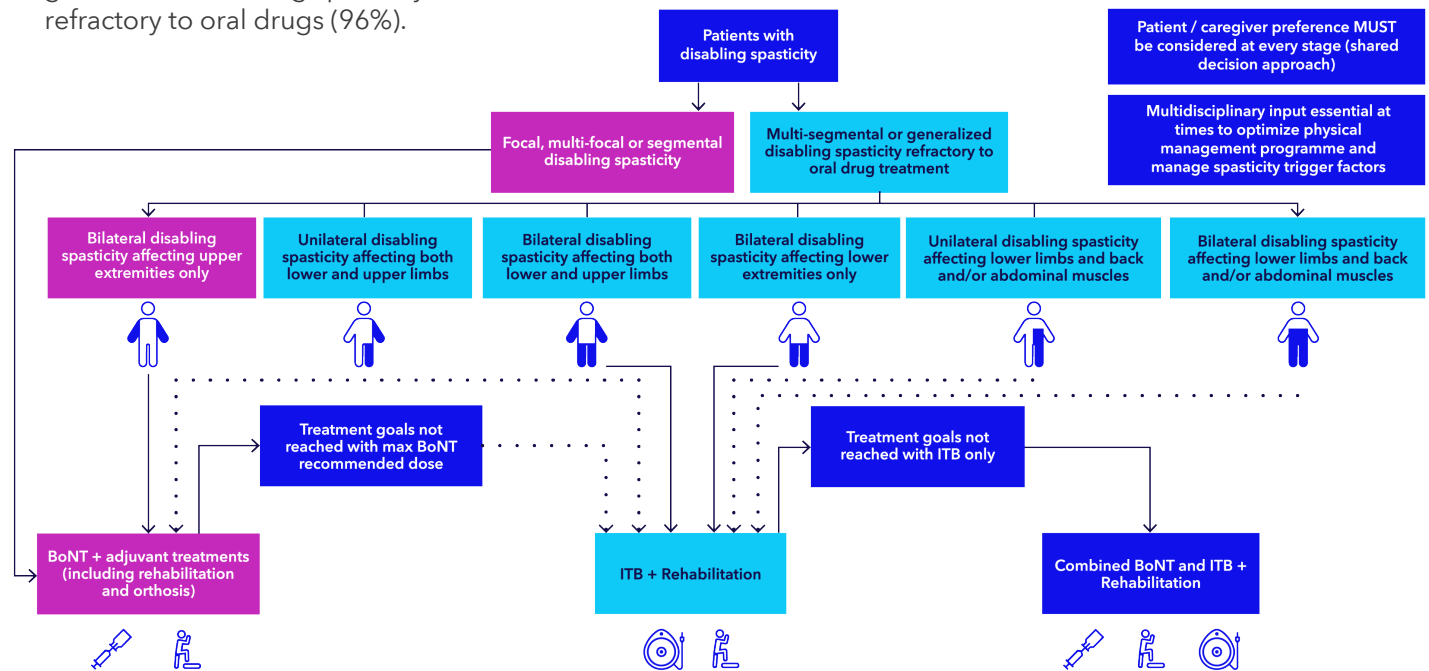 refractory to oral drugs (96%).
Patients with
disabling spasticity
Patient / caregiver preference MUST
be considered at every stage (shared
decision approach)
Multidisciplinary input essential at
times to optimize physical
management programme and
manage spasticity trigger factors
Focal, multi-focal or segmental
disabling spasticity
Multi-segmental or generalized
disabling spasticity refractory to
oral drug treatment
Bilateral disabling
spasticity affecting upper
extremities only
Unilateral disabling
spasticity affecting both
lower and upper limbs
Bilateral disabling
spasticity affecting both
lower and upper limbs
Bilateral disabling
spasticity affecting lower
extremities only
Unilateral disabling spasticity
affecting lower limbs and back
and/or abdominal muscles
Bilateral disabling spasticity
affecting lower limbs and back
and/or abdominal muscles
Treatment goals not
reached with max BoNT
recommended dose
Treatment goals not
reached with ITB only
BoNT + adjuvant treatments
(including rehabilitation
and orthosis)
ITB + Rehabilitation
Combined BoNT and ITB +
Rehabilitation